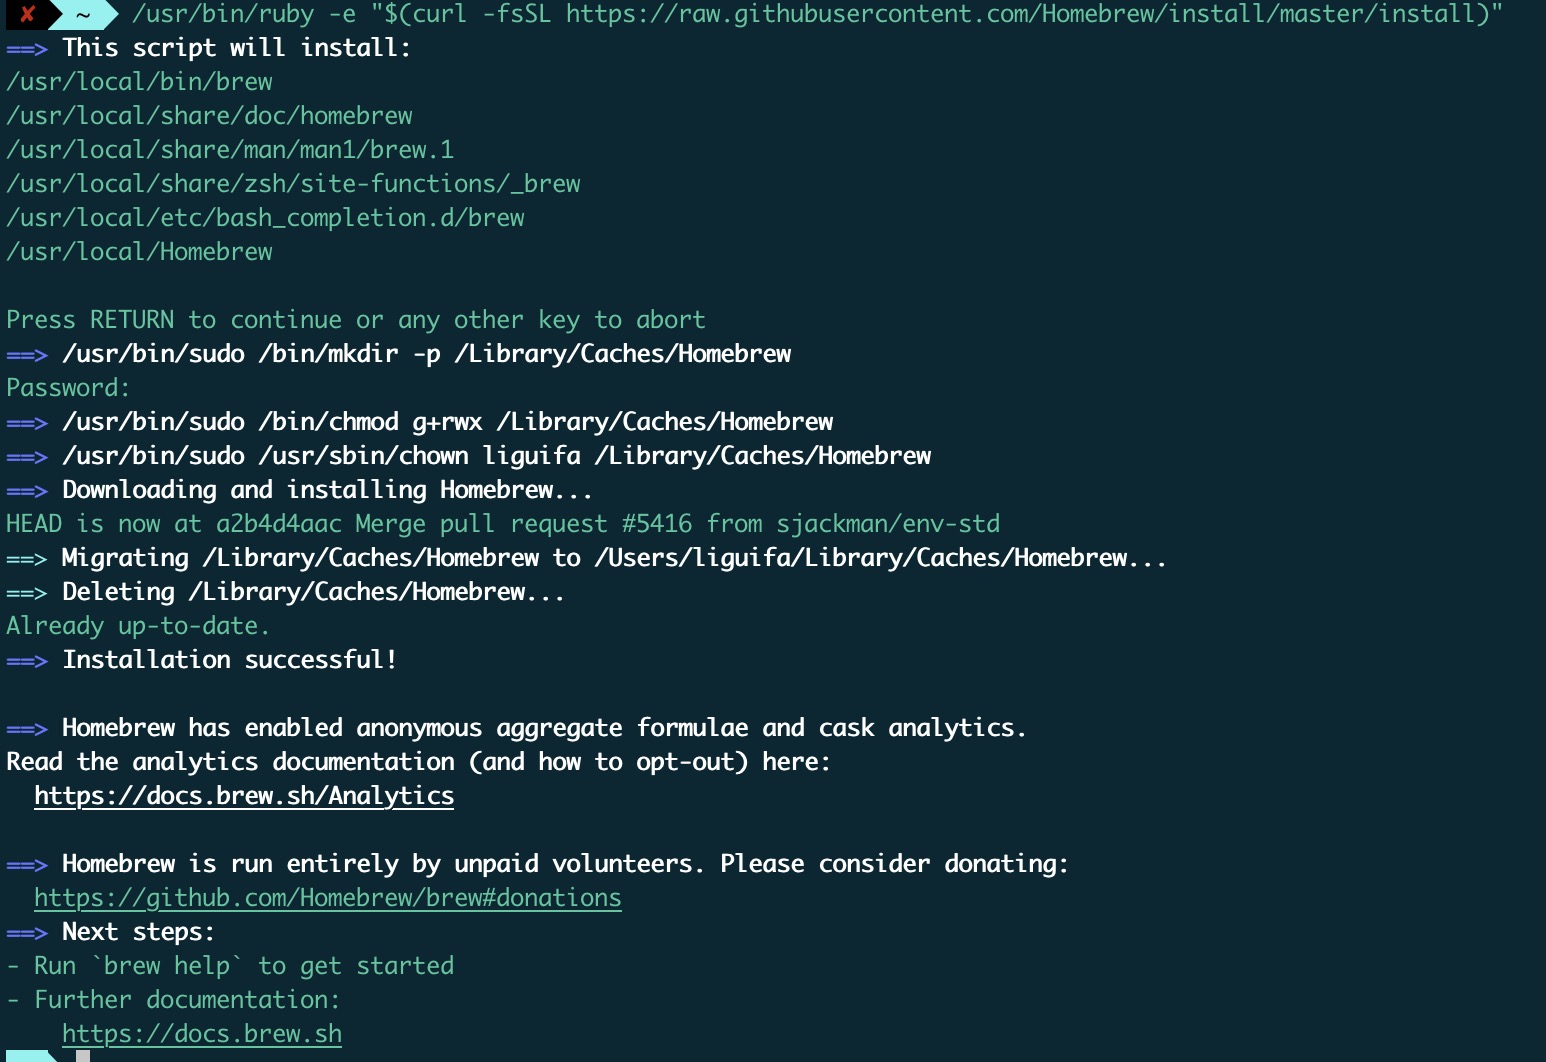 ✘ ~ /usr/bin/ruby -e "$(curl -fsSL https://raw.githubusercontent.com/Homebrew/install/master/install)"
==> This script will install:
/usr/local/bin/brew
/usr/local/share/doc/homebrew
/usr/local/share/man/man1/brew.1
/usr/local/share/zsh/site-functions/_brew
/usr/local/etc/bash_completion.d/brew
/usr/local/Homebrew
Press RETURN to continue or any other key to abort
==> /usr/bin/sudo /bin/mkdir -p /Library/Caches/Homebrew
Password:
==> /usr/bin/sudo /bin/chmod g+rwx /Library/Caches/Homebrew
==> /usr/bin/sudo /usr/sbin/chown liguifa /Library/Caches/Homebrew
==> Downloading and installing Homebrew...
HEAD is now at a2b4d4aac Merge pull request #5416 from sjackman/env-std
==> Migrating /Library/Caches/Homebrew to /Users/liguifa/Library/Caches/Homebrew...
==> Deleting /Library/Caches/Homebrew...
Already up-to-date.
==> Installation successful!
==> Homebrew has enabled anonymous aggregate formulae and cask analytics.
Read the analytics documentation (and how to opt-out) here:
https://docs.brew.sh/Analytics
==> Homebrew is run entirely by unpaid volunteers. Please consider donating:
https://github.com/Homebrew/brew#donations
==> Next steps:
- Run `brew help` to get started
- Further documentation:
https://docs.brew.sh